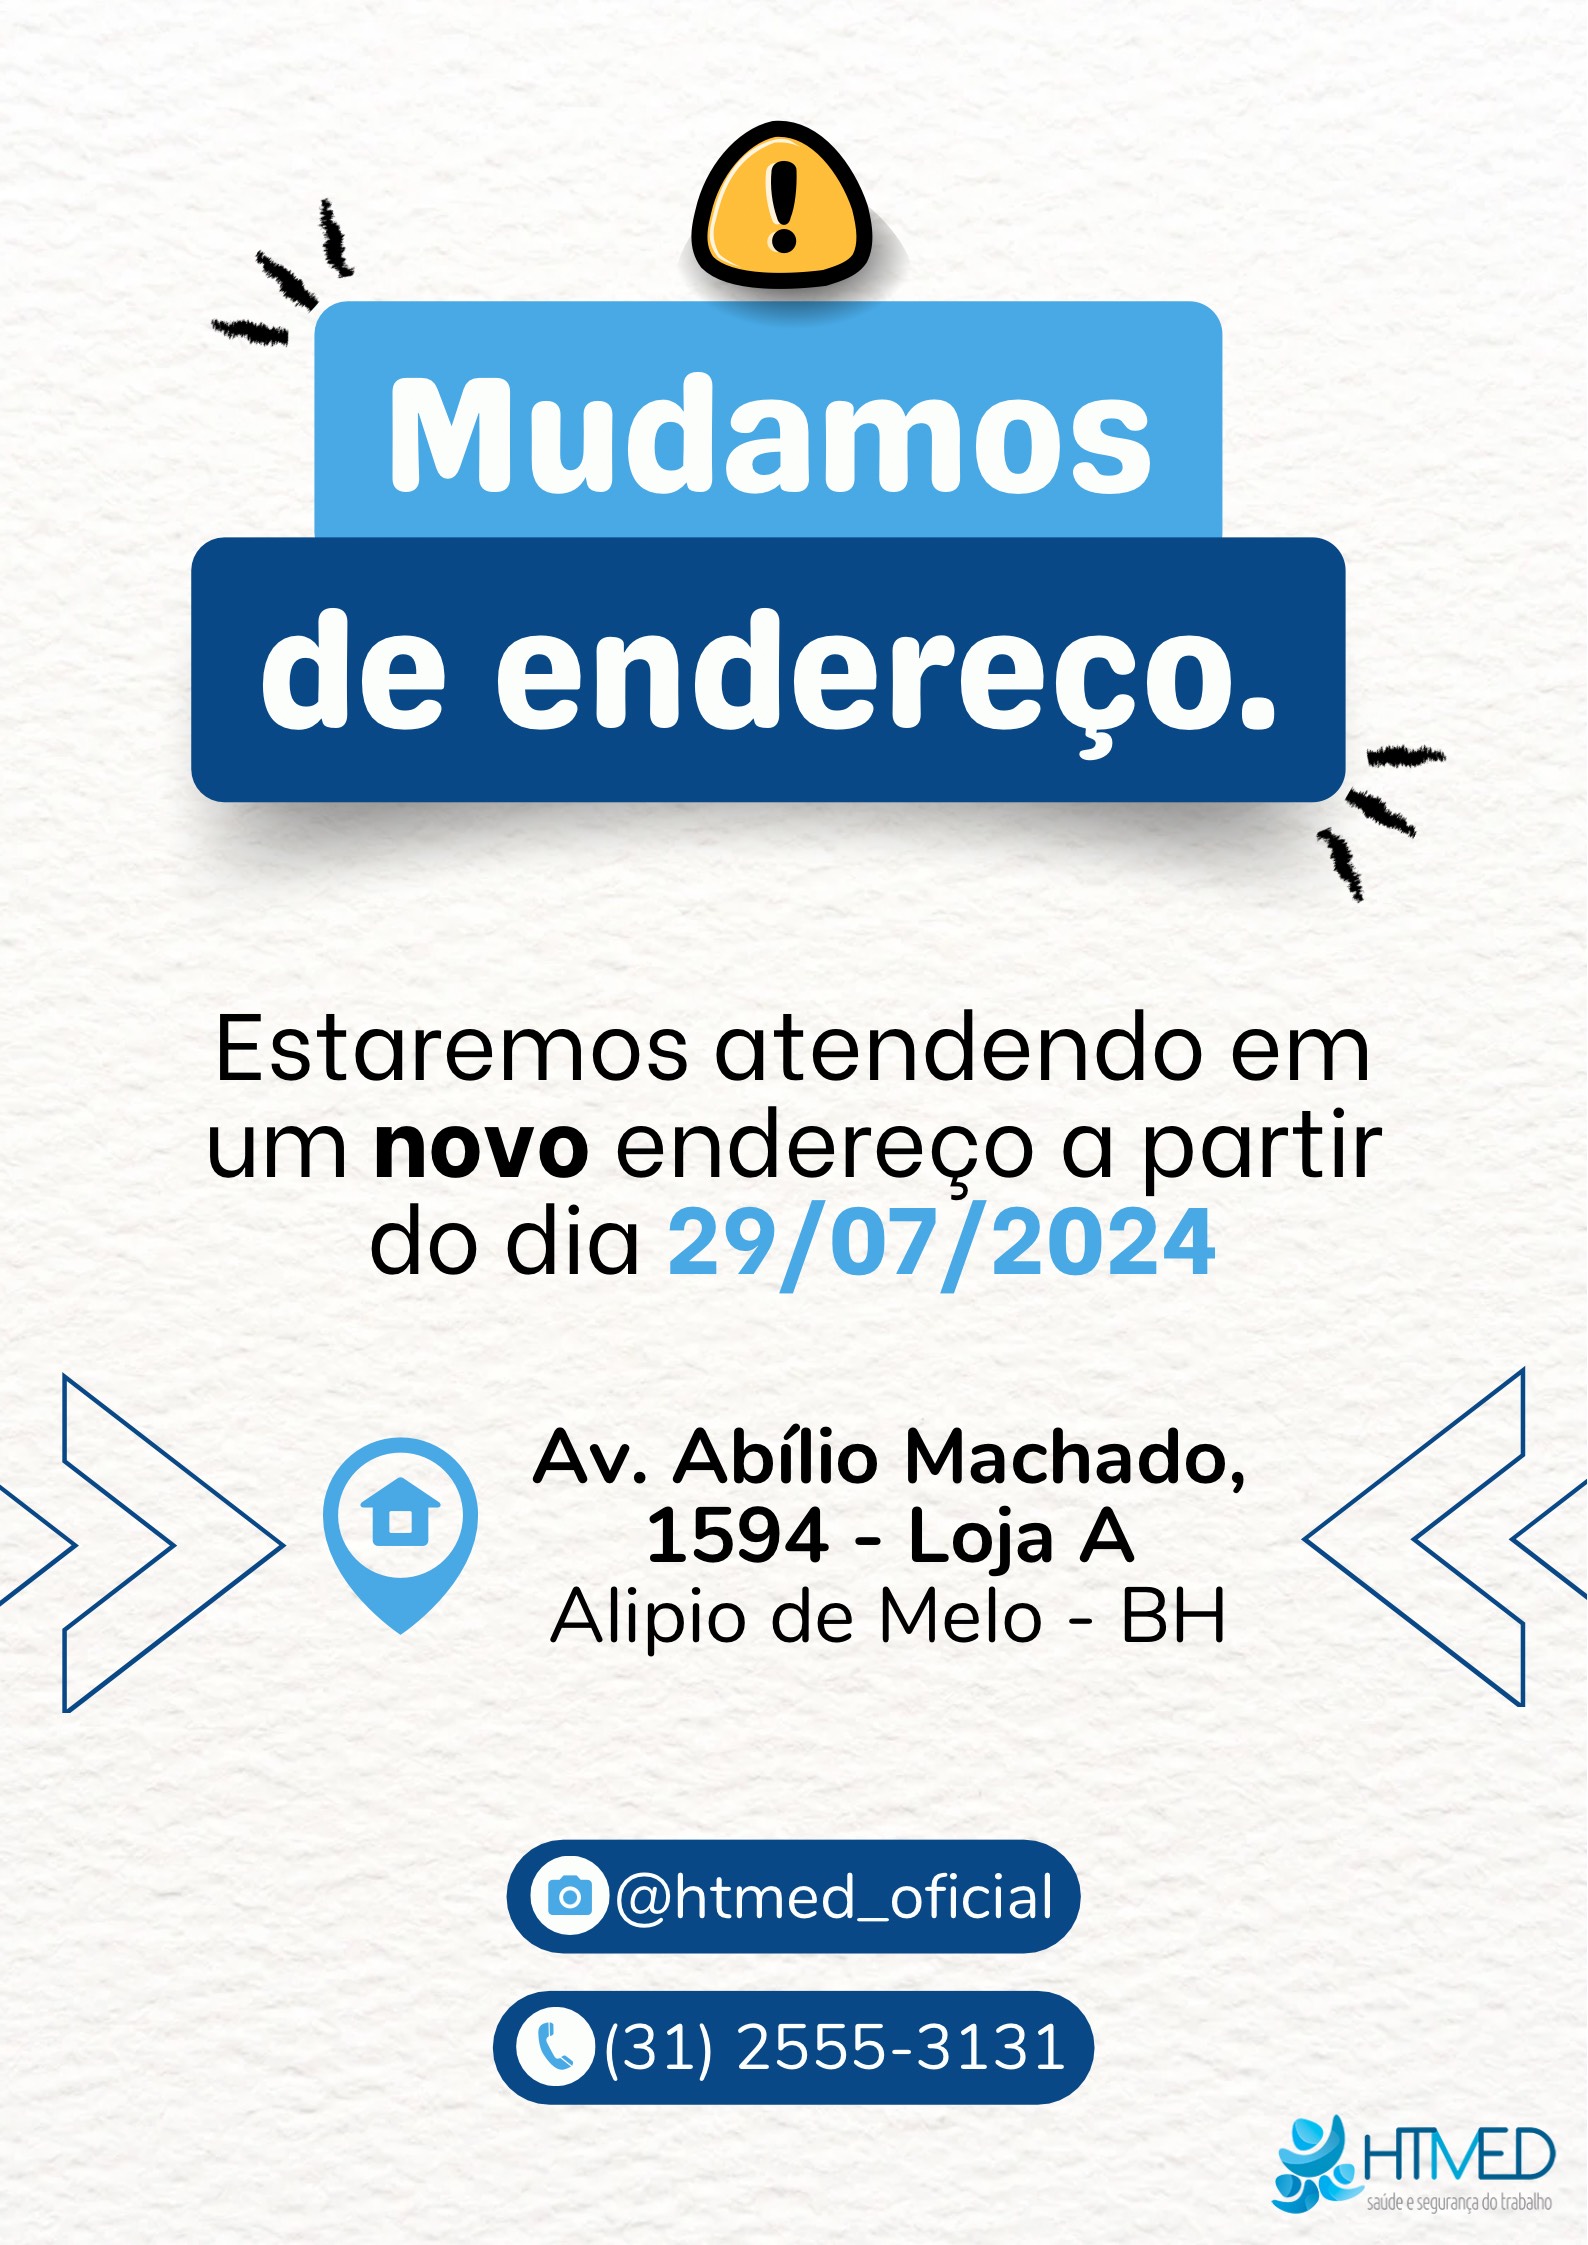 Mudamos
de endereço.
Estaremos atendendo em
um novo endereço a partir
do dia 29/07/2024
Av. Abílio Machado,
1594 - Loja A
Alipio de Melo - BH
@htmed_oficial
(31) 2555-3131
HTMED
saúde e segurança do trabalho